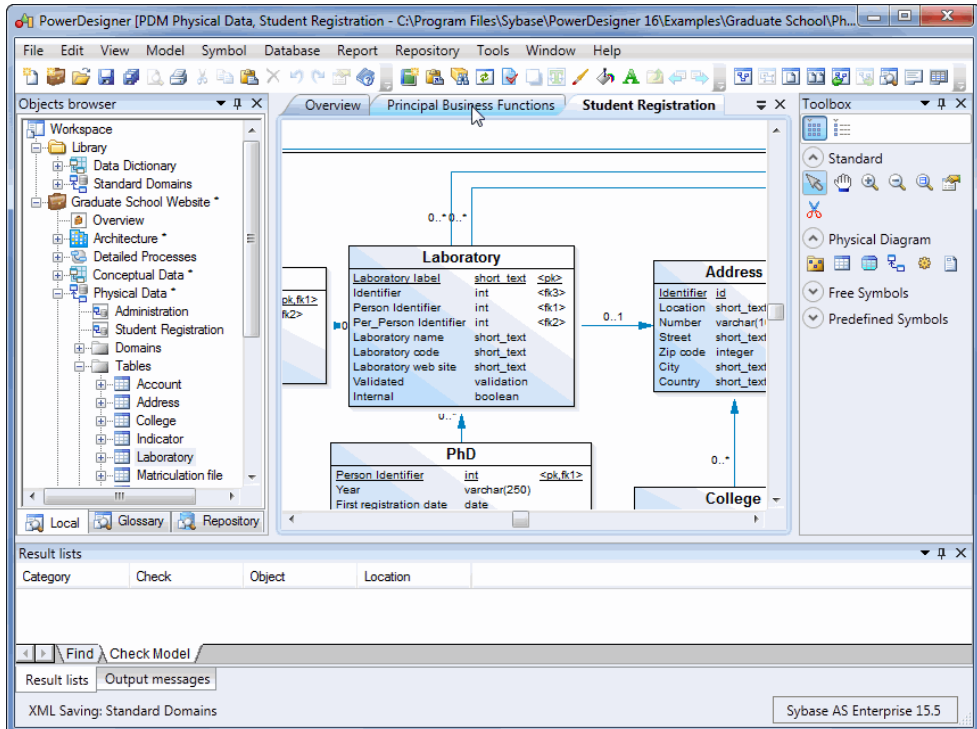 PowerDesigner [PDM Physical Data, Student Registration - C:\Program Files\Sybase\PowerDesigner 16\Examples\Graduate School\Ph...
File Edit View Model Symbol Database Report Repository Tools Window Help
Objects browser
Workspace
Library
Data Dictionary
Standard Domains
Graduate School Website *
Overview
Architecture *
Detailed Processes
Conceptual Data *
Physical Data *
Administration
Student Registration
Domains
Tables
Account
Address
College
Indicator
Laboratory
Matriculation file
Local Glossary Repository
Overview Principal Business Functions Student Registration
0..* 0..*
pk,fk1>
fk2>
Laboratory
Laboratory label short_text <pk>
Identifier int <fk3>
Person Identifier int <fk1>
Per_Person Identifier int <fk2>
Laboratory name short_text
Laboratory code short_text
Laboratory web site short_text
Validated validation
Internal boolean
0..1
Address
Identifier id
Location short_text
Number varchar(1
Street short_text
Zip code integer
City short_text
Country short_text
0..*
PhD
Person Identifier int <pk,fk1>
Year varchar(250)
First registration date date
0..*
College
Toolbox
Standard
Physical Diagram
Free Symbols
Predefined Symbols
Result lists
Category Check Object Location
Find Check Model
Result lists Output messages
XML Saving: Standard Domains
Sybase AS Enterprise 15.5